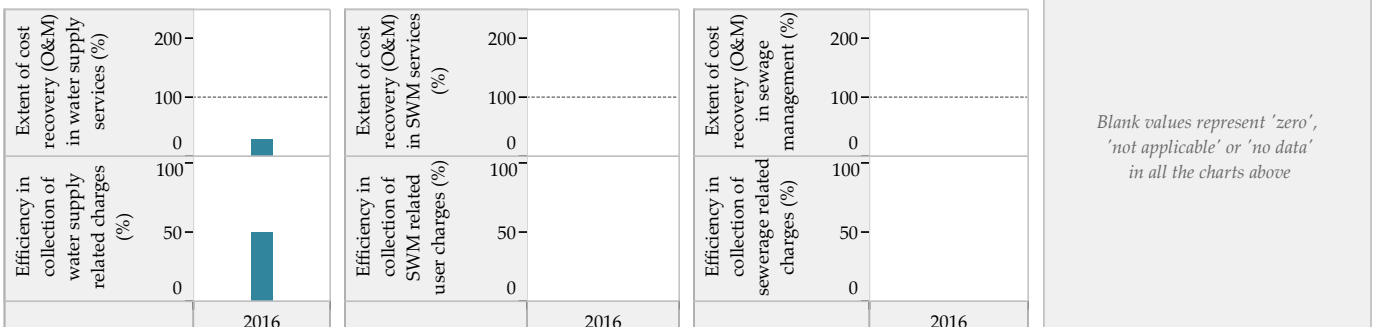 Extent of cost
recovery (O&M)
in water supply
services (%)
200
100
0
Efficiency in
collection of
water supply
related charges
(%)
100
50
0
2016
Extent of cost
recovery (O&M)
in SWM services
(%)
200
100
0
Efficiency in
collection of
SWM related
user charges (%)
100
50
0
2016
Extent of cost
recovery (O&M)
in sewage
management (%)
200
100
0
Efficiency in
collection of
sewerage related
charges (%)
100
50
0
2016
Blank values represent 'zero',
'not applicable' or 'no data'
in all the charts above